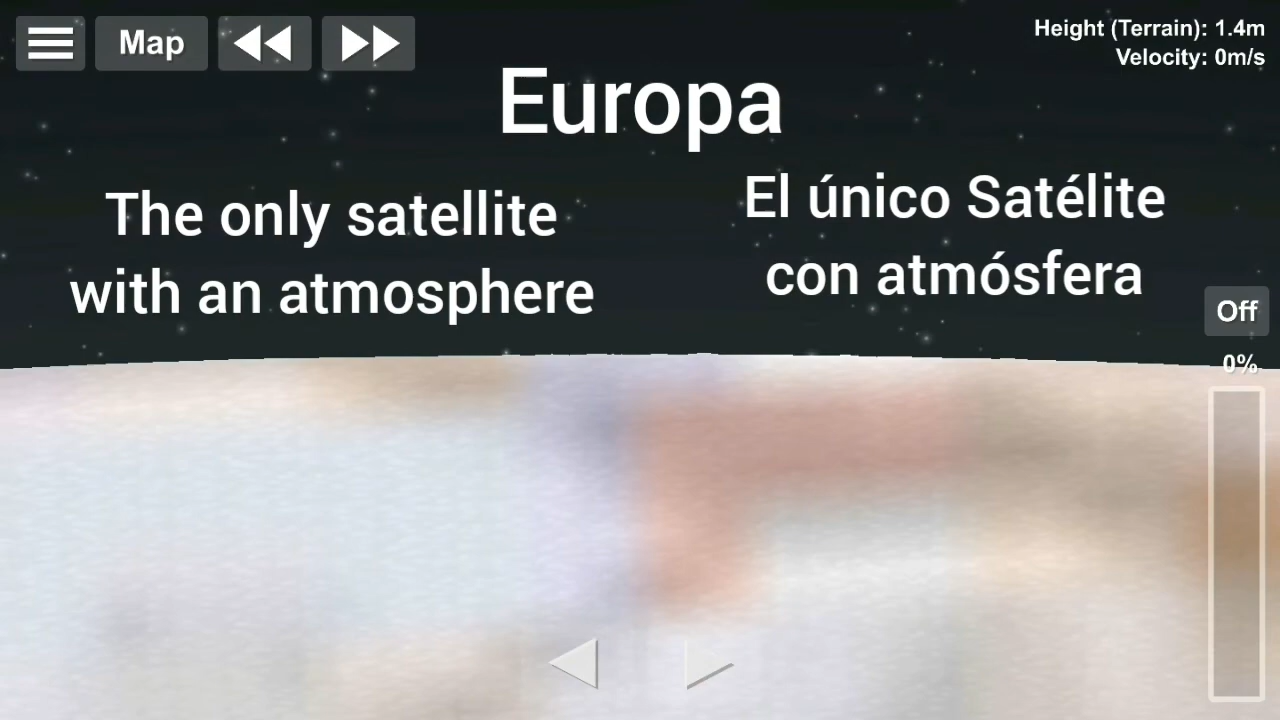 Map
Height (Terrain): 1.4m
Velocity: 0m/s
Europa
The only satellite
with an atmosphere
El único Satélite
con atmósfera
Off
0%